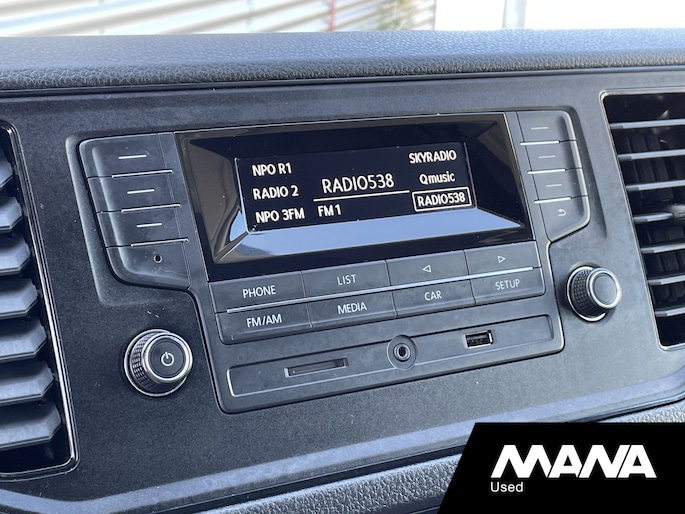 NPO R1
RADIO 2
NPO 3FM
RADIO538
FM1
SKYRADIO
Qmusic
RADIO538
PHONE LIST
SETUP
FM/AM MEDIA CAR
MANA
Used